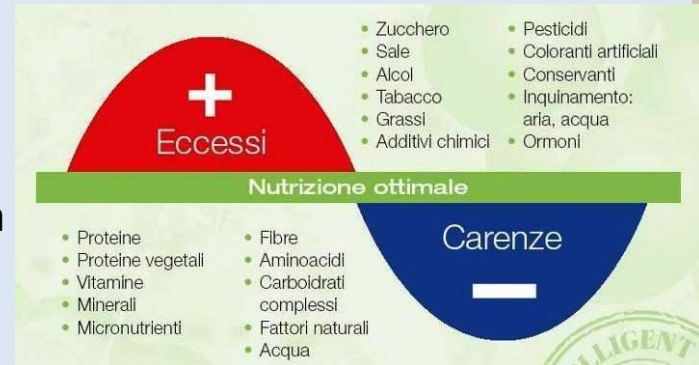 +
Eccessi
• Zucchero
• Sale
• Alcol
• Tabacco
• Grassi
• Additivi chimici
• Pesticidi
• Coloranti artificiali
• Conservanti
• Inquinamento:
aria, acqua
• Ormoni
Nutrizione ottimale
• Proteine
• Proteine vegetali
• Vitamine
• Minerali
• Micronutrienti
• Fibre
• Aminoacidi
• Carboidrati
complessi
• Fattori naturali
• Acqua
Carenze
–